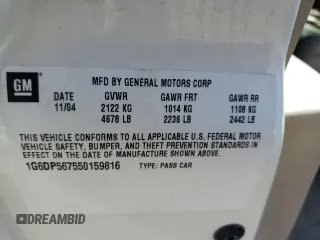 GM
MFD BY GENERAL MOTORS CORP
DATE GVWR GAWR FRT GAWR RR
11/04 2122 KG 1014 KG 1108 KG
4678 LB 2236 LB 2442 LB
THIS VEHICLE CONFORMS TO ALL APPLICABLE U.S. FEDERAL MOTOR
VEHICLE SAFETY, BUMPER, AND THEFT PREVENTION STANDARDS IN
EFFECT ON THE DATE OF MANUFACTURE SHOWN ABOVE.
1G6DP567550159816 TYPE: PASS CAR
AUTOBIDMASTER